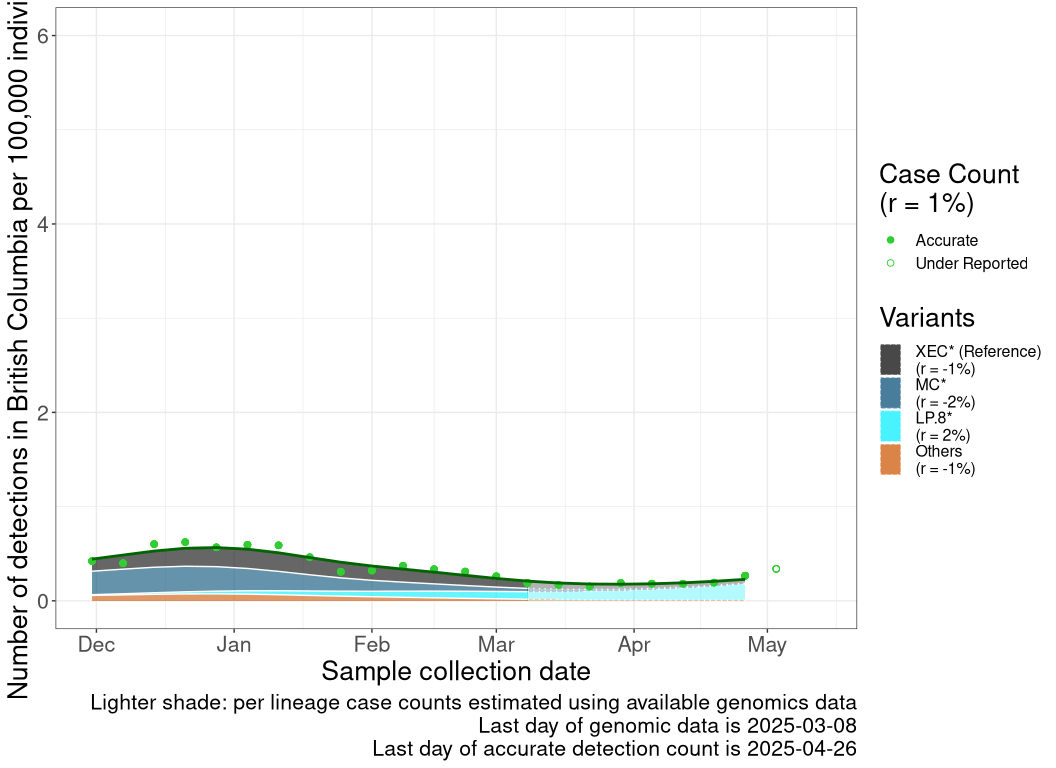 Number of detections in British Columbia per 100,000
6
4
2
0
Dec Jan Feb Mar Apr May
Sample collection date
Lighter shade: per lineage case counts estimated using available genomics data
Last day of genomic data is 2025-03-08
Last day of accurate detection count is 2025-04-26
Case Count
(r = 1%)
Accurate
Under Reported
Variants
XEC* (Reference)
(r = -1%)
MC*
(r = -2%)
LP.8*
(r = 2%)
Others
(r = -1%)